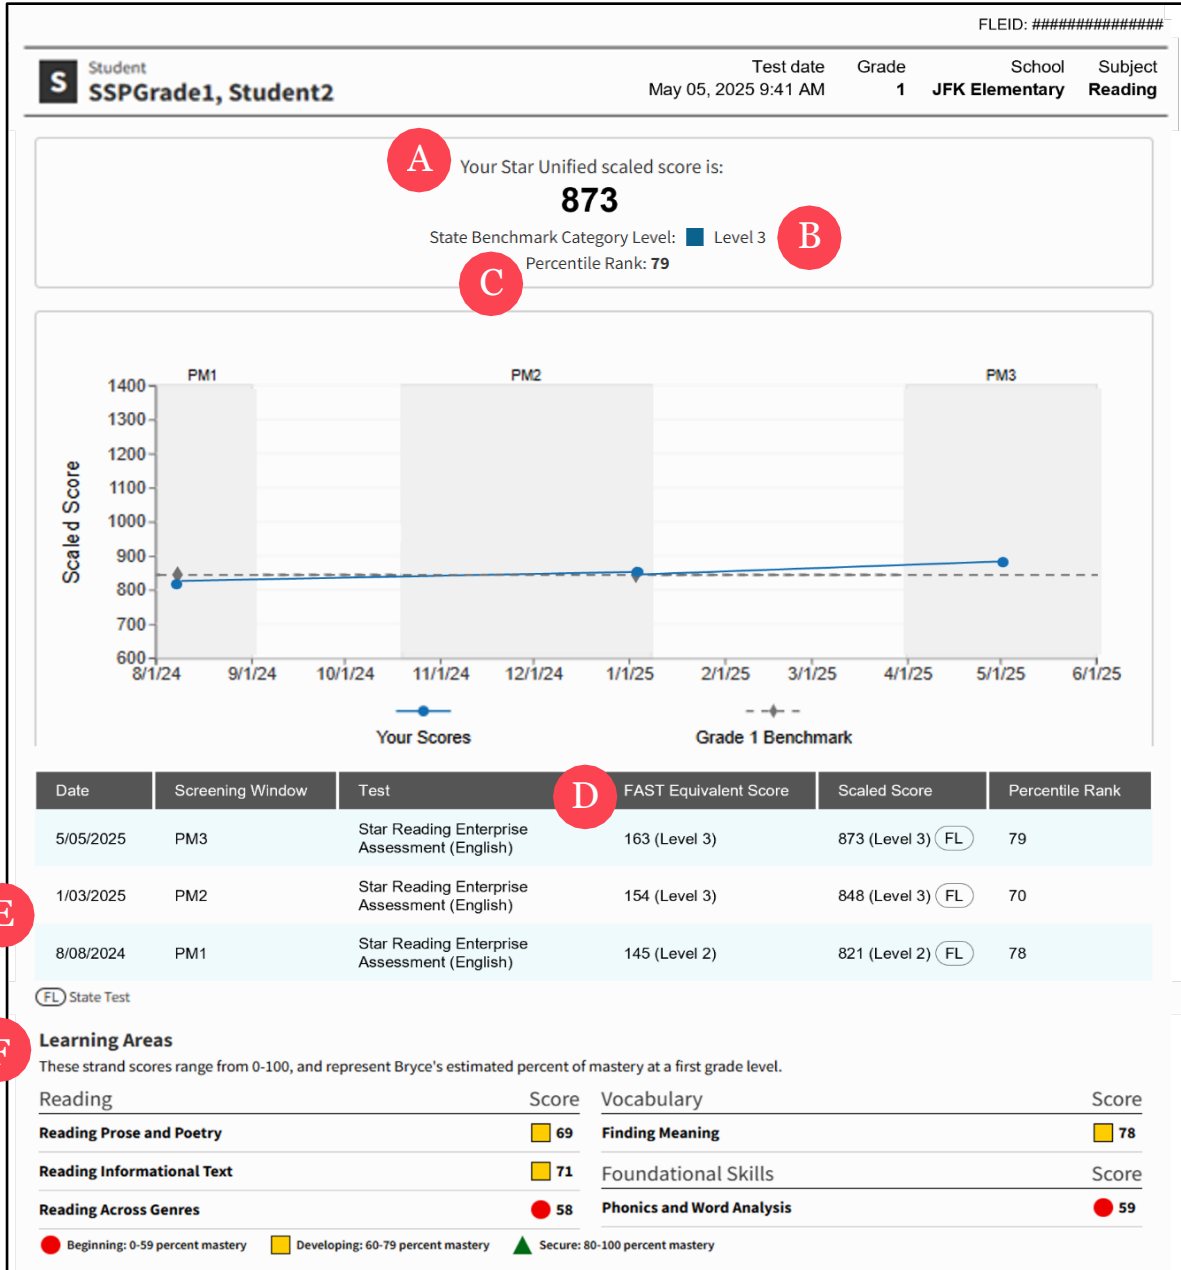 FLEID: ###############
S
Student
SSPGrade1, Student2
Test date Grade School Subject
May 05, 2025 9:41 AM 1 JFK Elementary Reading
A
Your Star Unified scaled score is:
873
State Benchmark Category Level: Level 3
B
Percentile Rank: 79
C
PM1 PM2 PM3
Scaled Score
1400
1300
1200
1100
1000
900
800
700
600
8/1/24 9/1/24 10/1/24 11/1/24 12/1/24 1/1/25 2/1/25 3/1/25 4/1/25 5/1/25 6/1/25
Your Scores Grade 1 Benchmark
D
Date Screening Window Test FAST Equivalent Score Scaled Score Percentile Rank
5/05/2025 PM3 Star Reading Enterprise Assessment (English) 163 (Level 3) 873 (Level 3) FL 79
E
1/03/2025 PM2 Star Reading Enterprise Assessment (English) 154 (Level 3) 848 (Level 3) FL 70
8/08/2024 PM1 Star Reading Enterprise Assessment (English) 145 (Level 2) 821 (Level 2) FL 78
FL State Test
F
Learning Areas
These strand scores range from 0-100, and represent Bryce's estimated percent of mastery at a first grade level.
Reading Score
Reading Prose and Poetry 69
Reading Informational Text 71
Reading Across Genres 58
Vocabulary Score
Finding Meaning 78
Foundational Skills Score
Phonics and Word Analysis 59
Beginning: 0-59 percent mastery Developing: 60-79 percent mastery Secure: 80-100 percent mastery